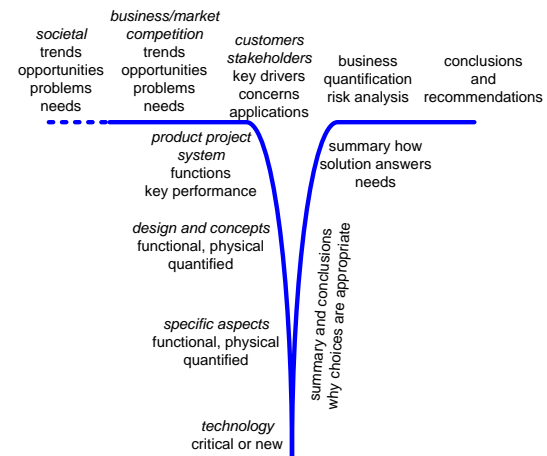 societal
trends
opportunities
problems
needs
business/market
competition
trends
opportunities
problems
needs
customers
stakeholders
key drivers
concerns
applications
business
quantification
risk analysis
conclusions
and
recommendations
product project
system
functions
key performance
summary how
solution answers
needs
design and concepts
functional, physical
quantified
summary and conclusions
why choices are appropriate
specific aspects
functional, physical
quantified
technology
critical or new